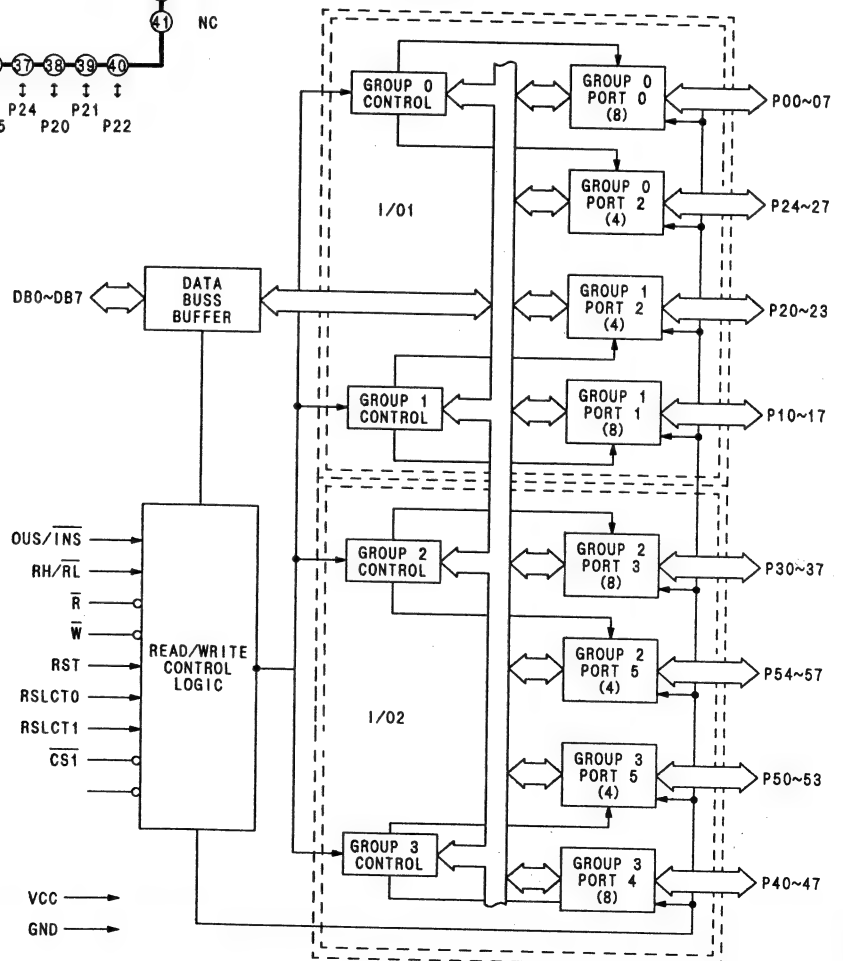 41 NC
37 38 39 40
P24 P21
5 P20 P22
GROUP 0
CONTROL
GROUP 0
PORT 0
(8)
P00~07
GROUP 0
PORT 2
(4)
P24~27
I/O1
DB0~DB7
DATA
BUSS
BUFFER
GROUP 1
PORT 2
(4)
P20~23
GROUP 1
CONTROL
GROUP 1
PORT 1
(8)
P10~17
OUS/INS
RH/RL
R
W
RST
RSLCT0
RSLCT1
CS1
READ/WRITE
CONTROL
LOGIC
GROUP 2
CONTROL
GROUP 2
PORT 3
(8)
P30~37
GROUP 2
PORT 5
(4)
P54~57
I/O2
GROUP 3
PORT 5
(4)
P50~53
GROUP 3
CONTROL
GROUP 3
PORT 4
(8)
P40~47
VCC
GND